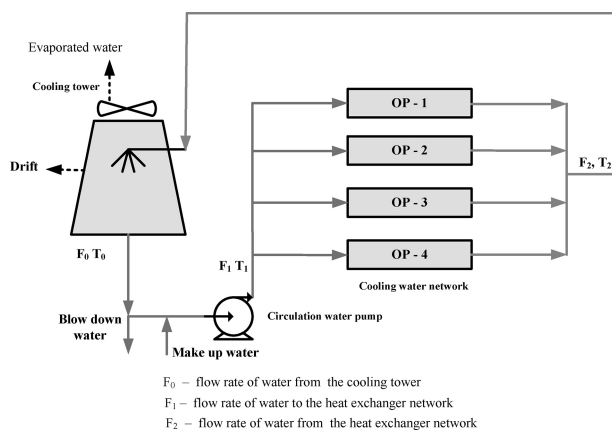 Evaporated water
Cooling tower
Drift
OP - 1
OP - 2
OP - 3
OP - 4
F₂, T₂
F₀ T₀
F₁ T₁
Cooling water network
Blow down
water
Circulation water pump
Make up water
F₀ – flow rate of water from the cooling tower
F₁ – flow rate of water to the heat exchanger network
F₂ – flow rate of water from the heat exchanger network